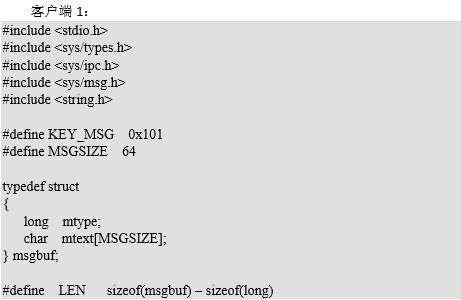 客户端 1：
#include <stdio.h>
#include <sys/types.h>
#include <sys/ipc.h>
#include <sys/msg.h>
#include <string.h>
#define KEY_MSG    0x101
#define MSGSIZE    64
typedef struct
{
long    mtype;
char    mtext[MSGSIZE];
} msgbuf;
#define    LEN      sizeof(msgbuf) – sizeof(long)